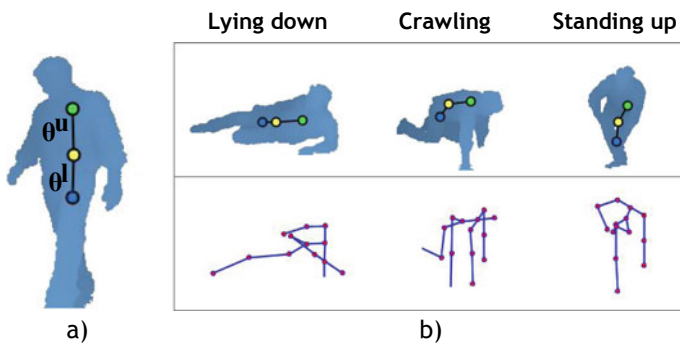 Lying down Crawling Standing up
θᵘ
θˡ
a) b)